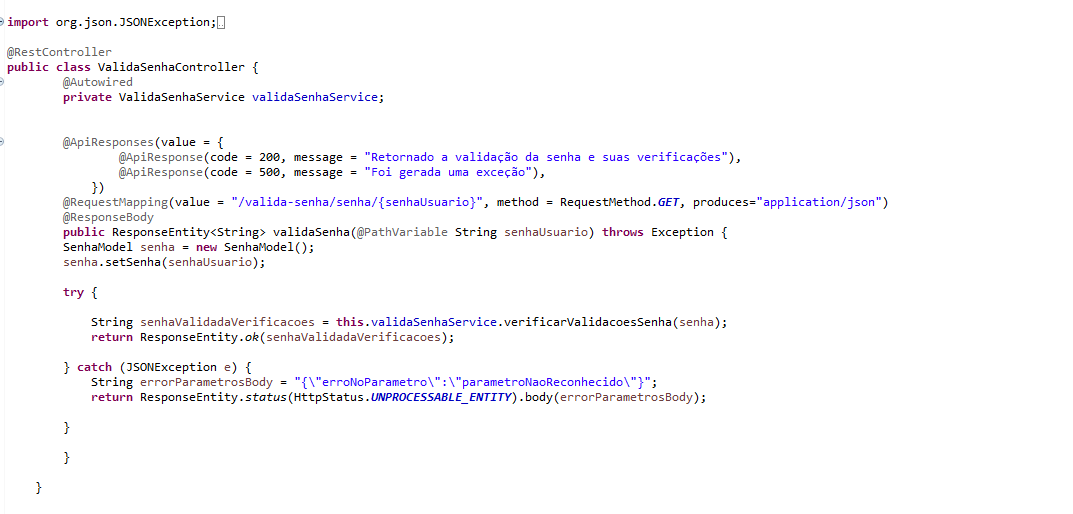 import org.json.JSONException;
@RestController
public class ValidaSenhaController {
@Autowired
private ValidaSenhaService validaSenhaService;
@ApiResponses(value = {
@ApiResponse(code = 200, message = "Retornado a validação da senha e suas verificações"),
@ApiResponse(code = 500, message = "Foi gerada uma exceção"),
})
@RequestMapping(value = "/valida-senha/senha/{senhaUsuario}", method = RequestMethod.GET, produces="application/json")
@ResponseBody
public ResponseEntity<String> validaSenha(@PathVariable String senhaUsuario) throws Exception {
SenhaModel senha = new SenhaModel();
senha.setSenha(senhaUsuario);
try {
String senhaValidadaVerificacoes = this.validaSenhaService.verificarValidacoesSenha(senha);
return ResponseEntity.ok(senhaValidadaVerificacoes);
} catch (JSONException e) {
String errorParametrosBody = "{\"erroNoParametro\":\"parametroNaoReconhecido\"}";
return ResponseEntity.status(HttpStatus.UNPROCESSABLE_ENTITY).body(errorParametrosBody);
}
}
}